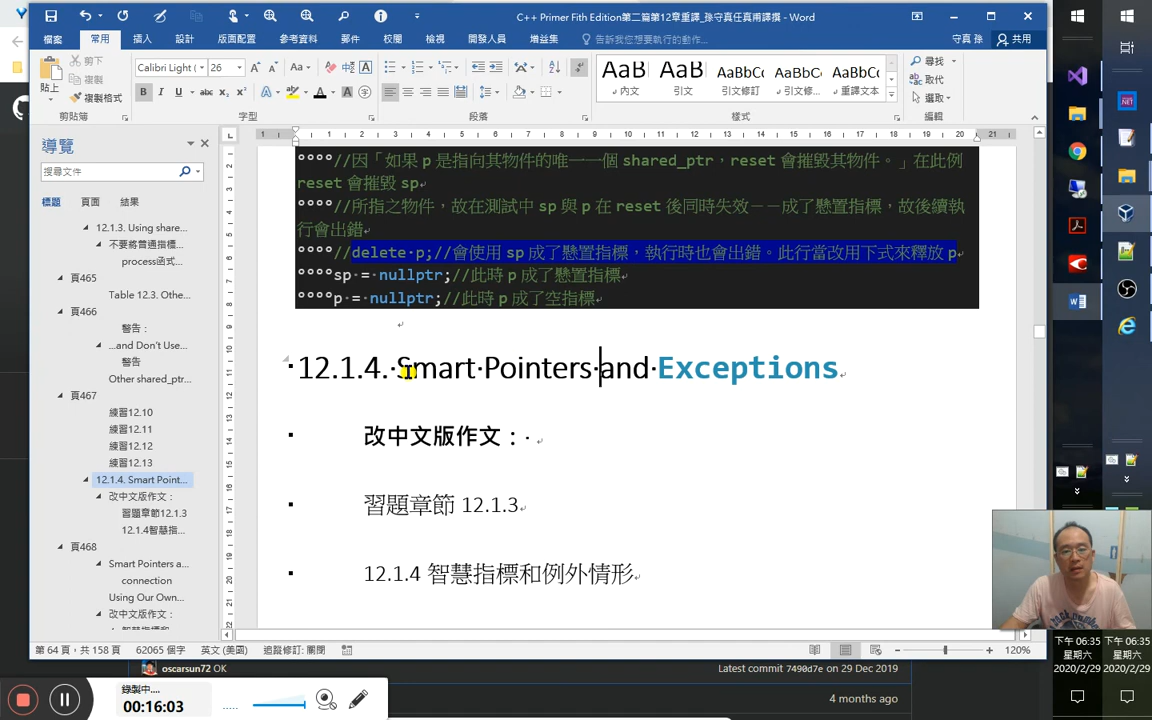 C++ Primer Fith Edition第二篇第12章重譯_孫守真任真甫譯撰 - Word
檔案 常用 插入 設計 版面配置 參考資料 郵件 校閱 檢視 開發人員 增益集 告訴我您想要執行的動作... 守真 孫 共用
貼上
剪下
複製
複製格式
剪貼簿
Calibri Light ( 26
字型
段落
AaB 內文
AaB 引文
AaBbCc 引文修訂
AaBbCc 引文修...
AaBbCc 重譯文本
樣式
尋找
取代
選取
編輯
導覽
搜尋文件
標題 頁面 結果
12.1.3. Using share...
不要將普通指標...
process函式...
頁465
Table 12.3. Othe...
頁466
警告：
...and Don't Use...
警告
Other shared_ptr...
頁467
練習12.10
練習12.11
練習12.12
練習12.13
12.1.4. Smart Point...
改中文版作文：
習題章節12.1.3
12.1.4智慧指...
頁468
Smart Pointers a...
connection
Using Our Own...
改中文版作文：
//因「如果 p 是指向其物件的唯一一個 shared_ptr，reset 會摧毀其物件。」在此例
reset 會摧毀 sp
//所指之物件，故在測試中 sp 與 p 在 reset 後同時失效－－成了懸置指標，故後續執
行會出錯
//delete p;//會使用 sp 成了懸置指標，執行時也會出錯。此行當改用下式來釋放 p
sp = nullptr;//此時 p 成了懸置指標
p = nullptr;//此時 p 成了空指標
12.1.4. Smart Pointers and Exceptions
改中文版作文：
習題章節 12.1.3
12.1.4 智慧指標和例外情形
第 64 頁，共 158 頁 62065 個字 英文 (美國) 追蹤修訂: 關閉 120%
oscarsun72 OK Latest commit 7490d7e on 29 Dec 2019
4 months ago
錄製中....
00:16:03
下午 06:35
星期六
2020/2/29
下午 06:35
星期六
2020/2/29